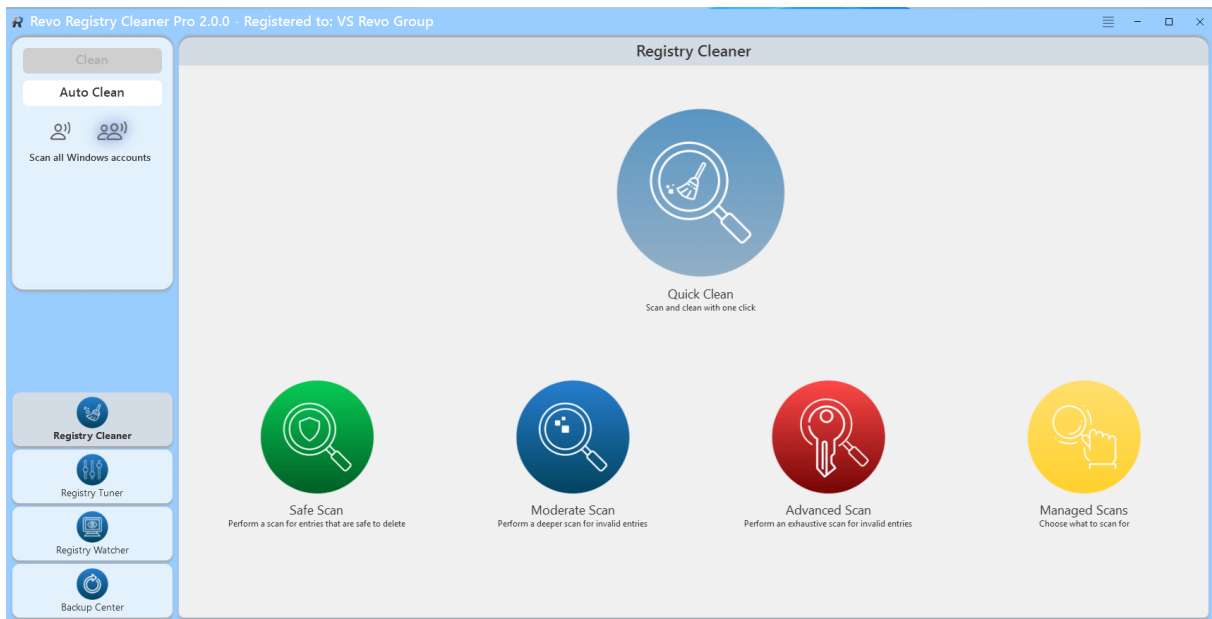 Revo Registry Cleaner Pro 2.0.0 - Registered to: VS Revo Group
Clean
Auto Clean
Scan all Windows accounts
Registry Cleaner
Registry Tuner
Registry Watcher
Backup Center
Registry Cleaner
Quick Clean
Scan and clean with one click
Safe Scan
Perform a scan for entries that are safe to delete
Moderate Scan
Perform a deeper scan for invalid entries
Advanced Scan
Perform an exhaustive scan for invalid entries
Managed Scans
Choose what to scan for